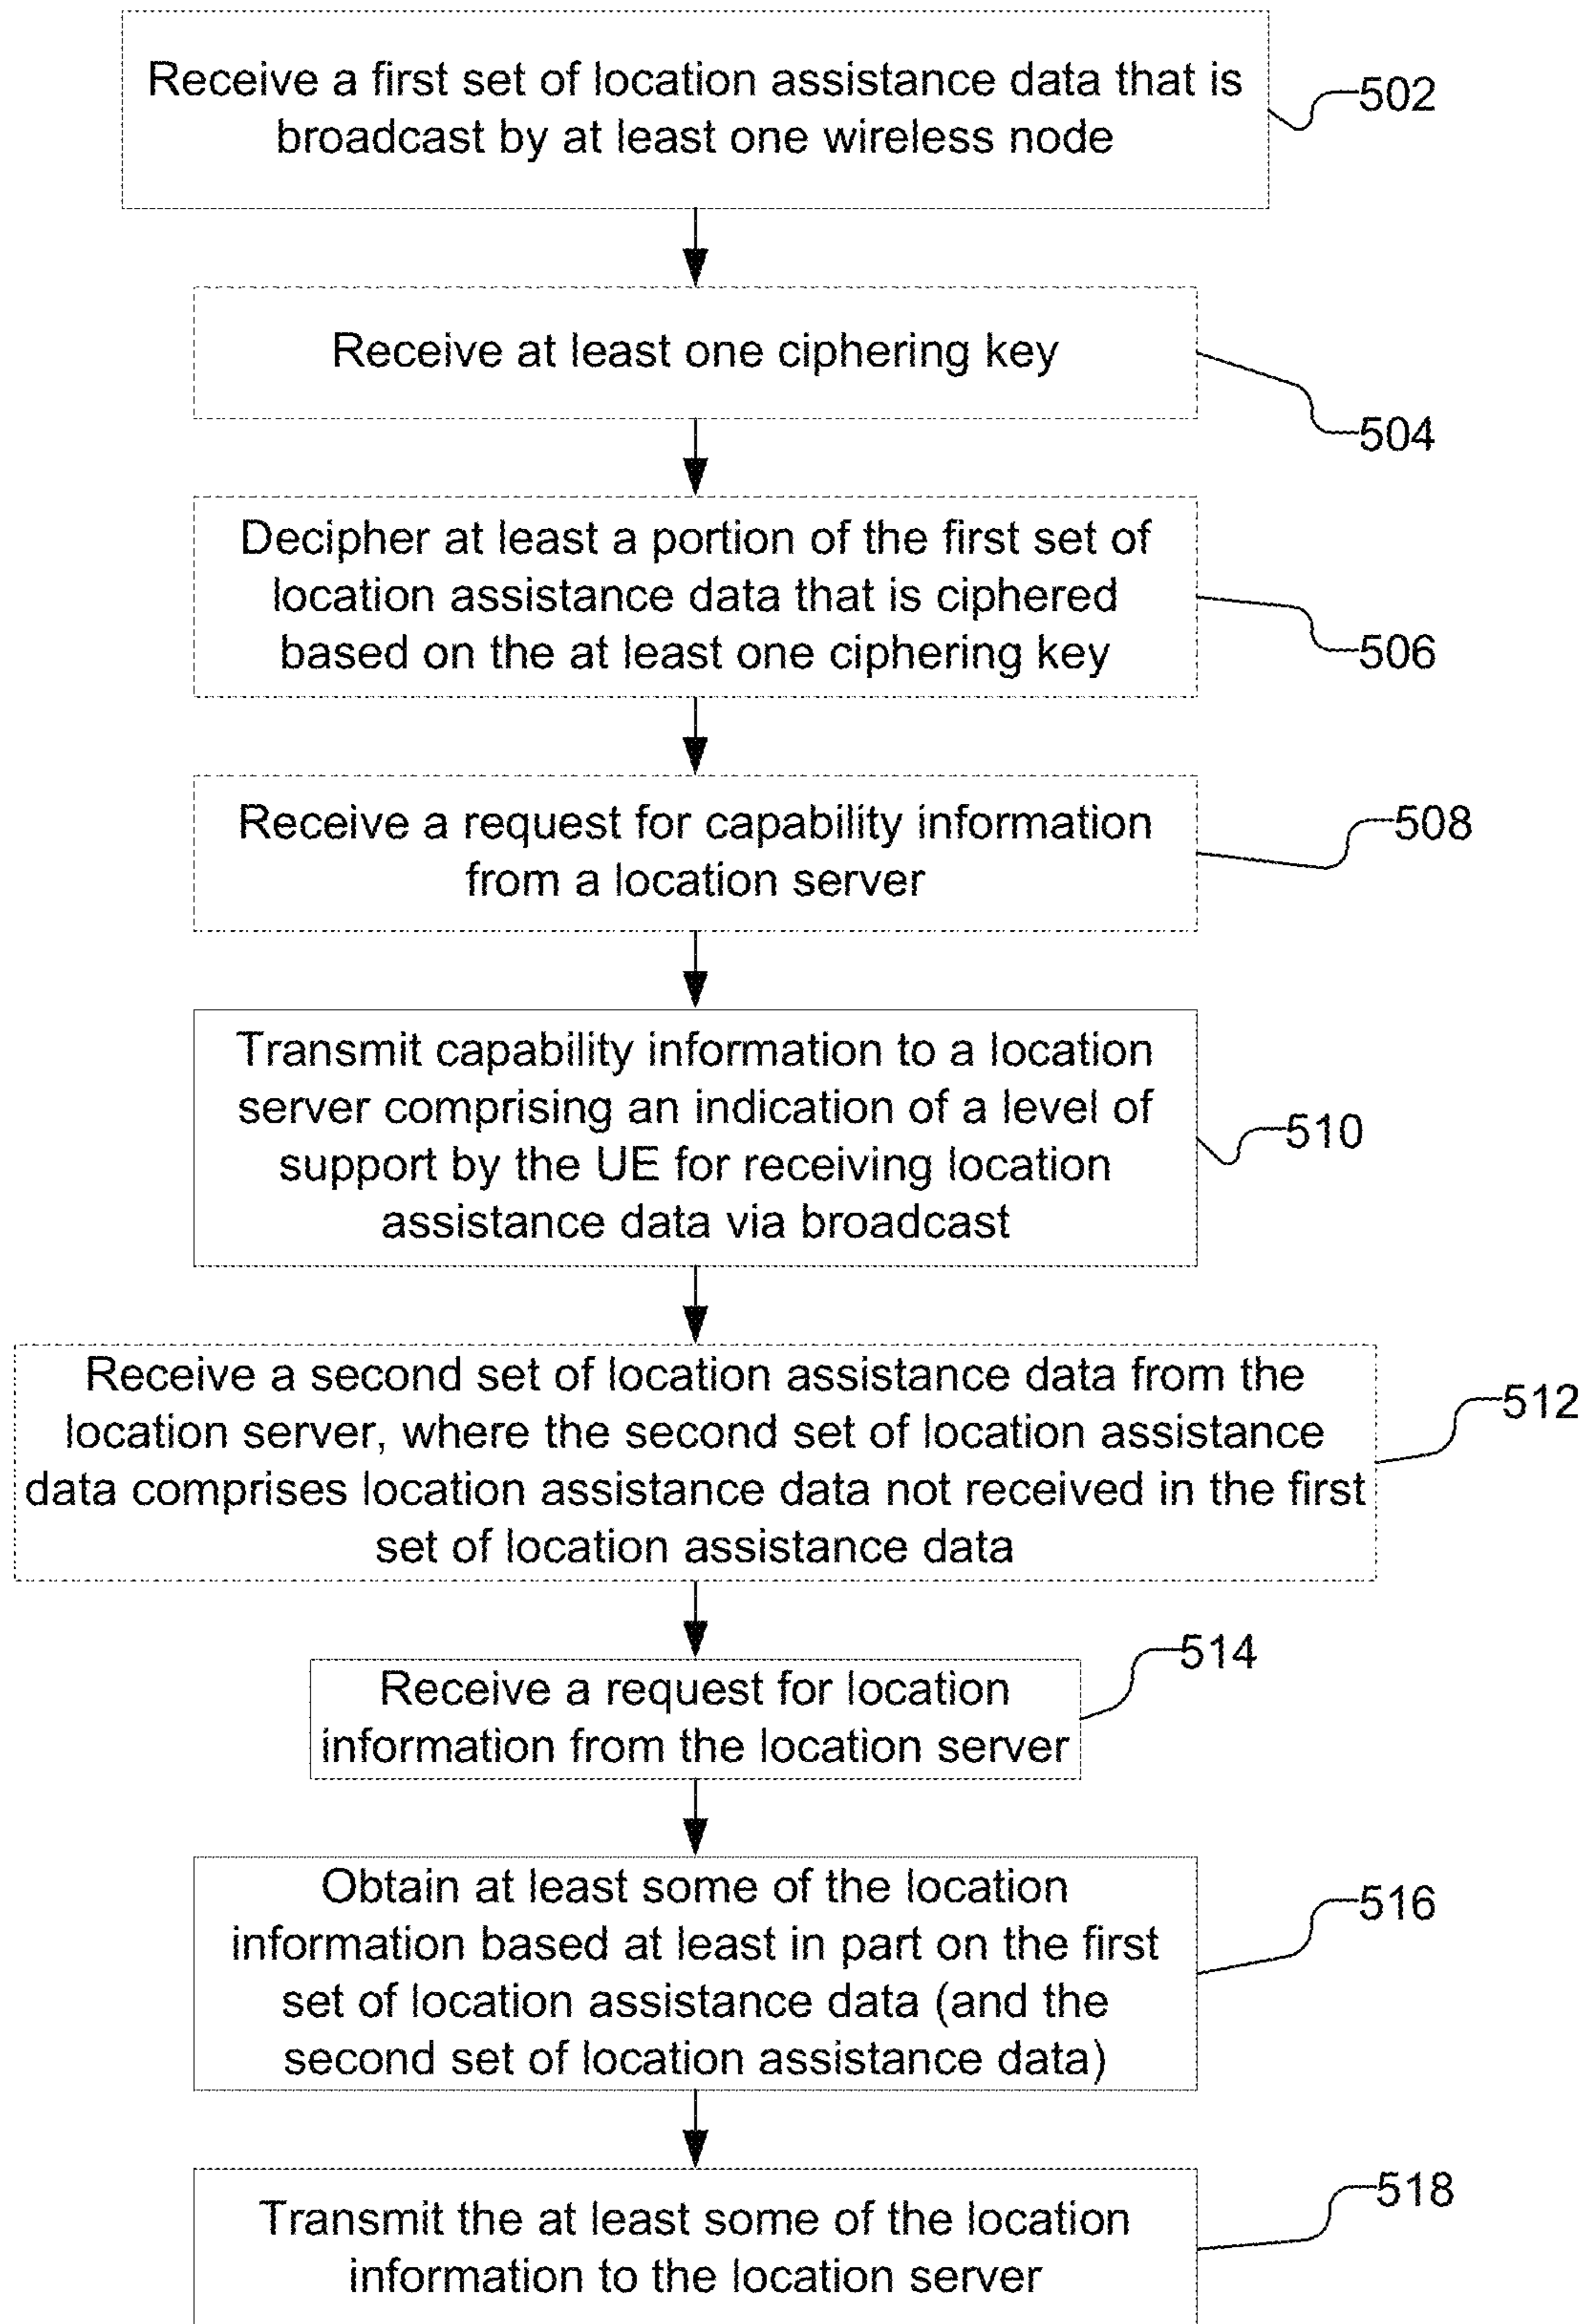 Receive a first set of location assistance data that is
broadcast by at least one wireless node
502
Receive at least one ciphering key
504
Decipher at least a portion of the first set of
location assistance data that is ciphered
based on the at least one ciphering key
506
Receive a request for capability information
from a location server
508
Transmit capability information to a location
server comprising an indication of a level of
support by the UE for receiving location
assistance data via broadcast
510
Receive a second set of location assistance data from the
location server, where the second set of location assistance
data comprises location assistance data not received in the first
set of location assistance data
512
Receive a request for location
information from the location server
514
Obtain at least some of the location
information based at least in part on the first
set of location assistance data (and the
second set of location assistance data)
516
Transmit the at least some of the location
information to the location server
518